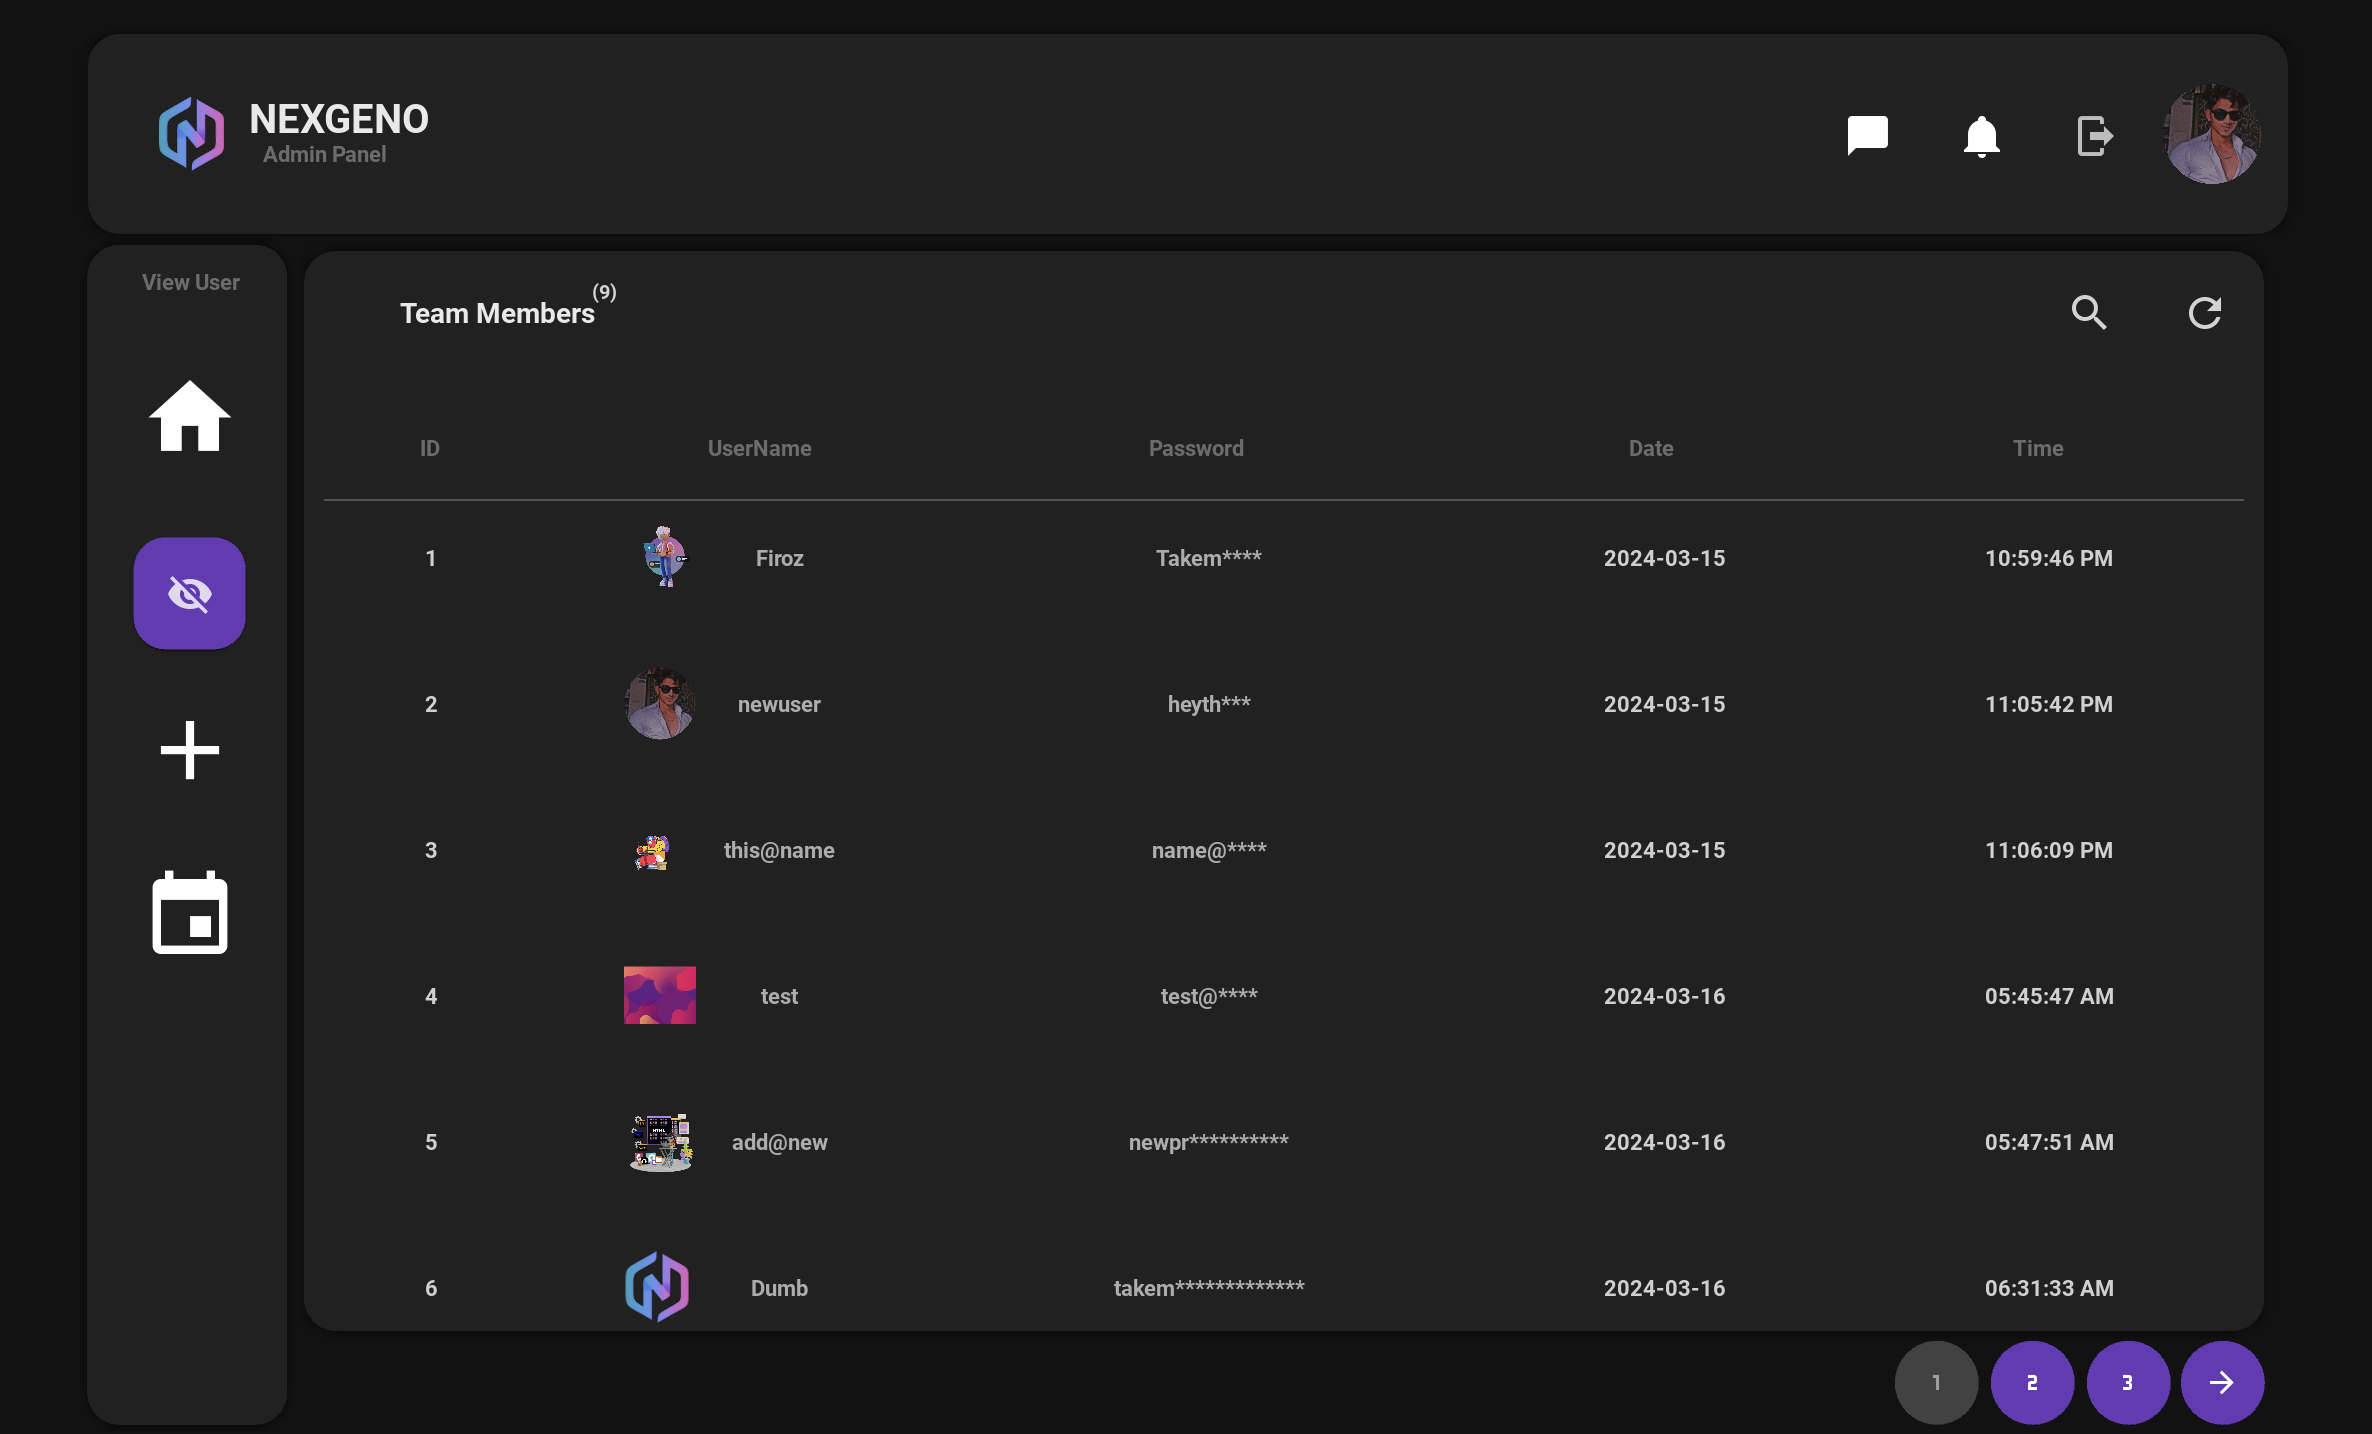 NEXGENO
Admin Panel
View User
Team Members (9)
ID UserName Password Date Time
1 Firoz Takem**** 2024-03-15 10:59:46 PM
2 newuser heyth*** 2024-03-15 11:05:42 PM
3 this@name name@**** 2024-03-15 11:06:09 PM
4 test test@**** 2024-03-16 05:45:47 AM
5 add@new newpr********** 2024-03-16 05:47:51 AM
6 Dumb takem************* 2024-03-16 06:31:33 AM
1 2 3